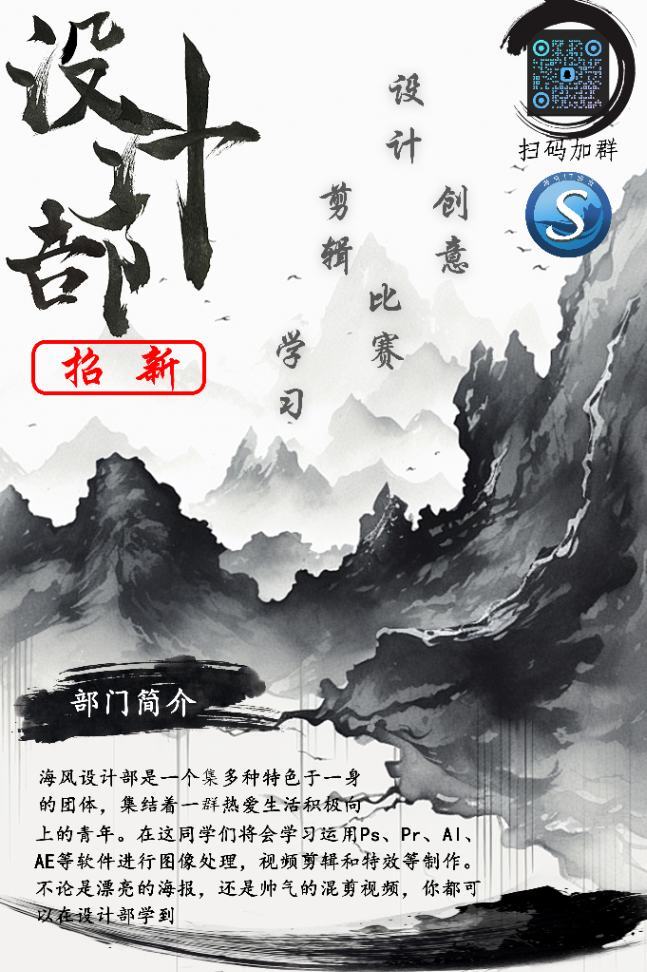 设计部
招 新
设计
创意
剪辑
比赛
学习
扫码加群
S
部门简介
海风设计部是一个集多种特色于一身
的团体，集结着一群热爱生活积极向
上的青年。在这同学们将会学习运用Ps、Pr、AI、
AE等软件进行图像处理，视频剪辑和特效等制作。
不论是漂亮的海报，还是帅气的混剪视频，你都可
以在设计部学到